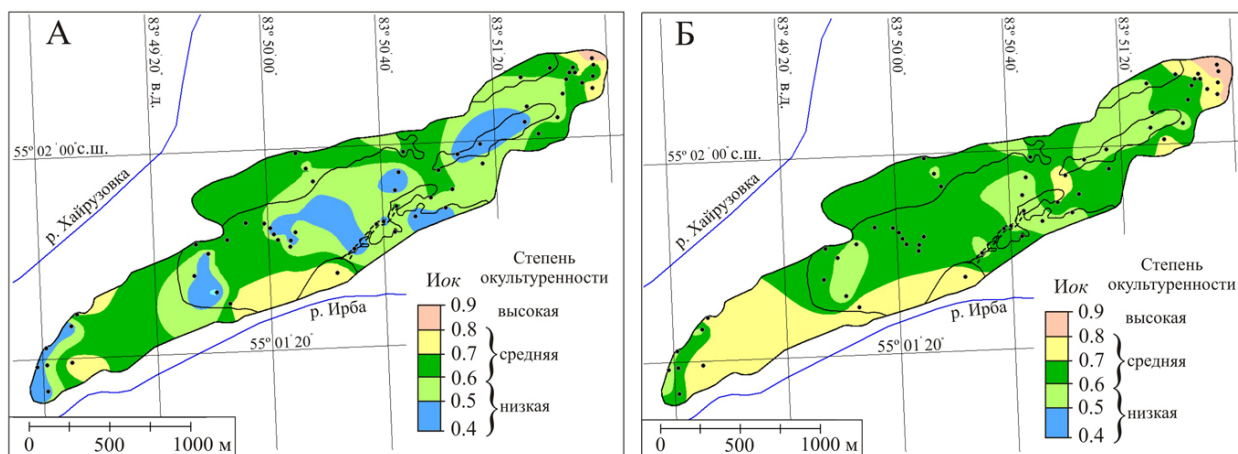 А
83° 49' 20" в.д.
83° 50' 00"
83° 50' 40"
83° 51' 20"
55° 02' 00" с.ш.
р. Хайрузовка
р. Ирба
55° 01' 20"
Иок
Степень
окультуренности
0.9
высокая
0.8
0.7
средняя
0.6
0.5
низкая
0.4
0 500 1000 м
Б
83° 49' 20" в.д.
83° 50' 00"
83° 50' 40"
83° 51' 20"
55° 02' 00" с.ш.
р. Хайрузовка
р. Ирба
55° 01' 20"
Иок
Степень
окультуренности
0.9
высокая
0.8
0.7
средняя
0.6
0.5
низкая
0.4
0 500 1000 м